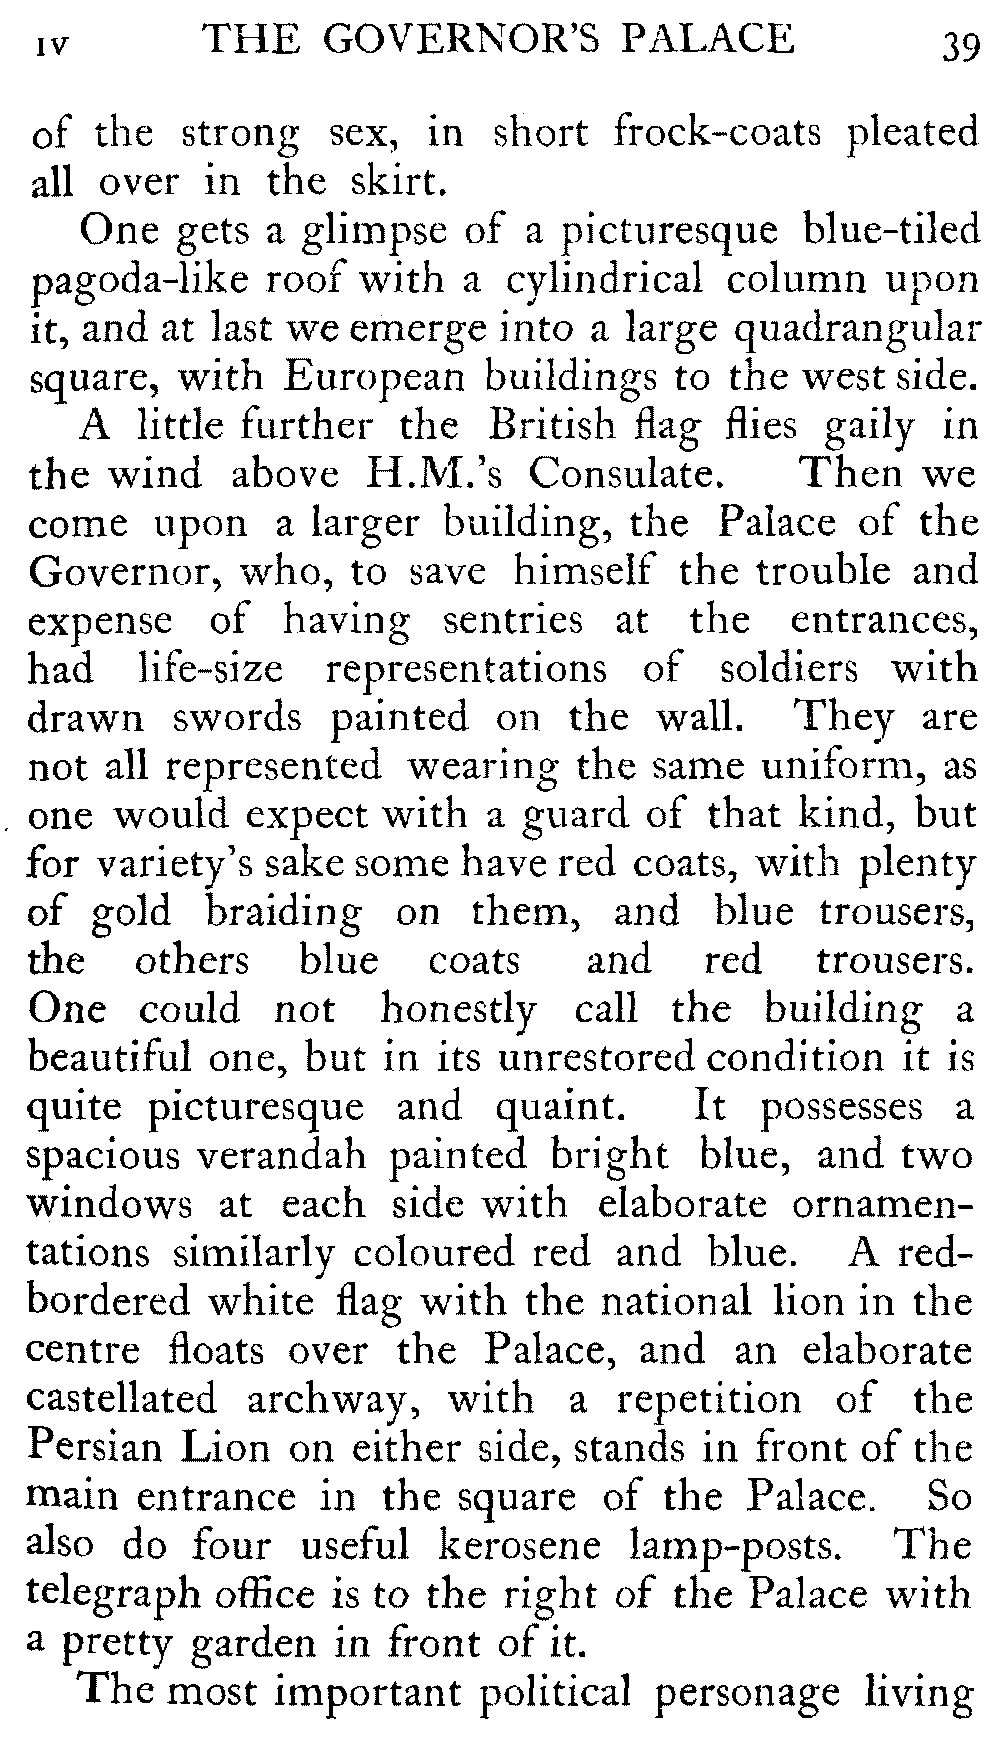 IV THE GOVERNOR'S PALACE 39
of the strong sex, in short frock-coats pleated
all over in the skirt.
One gets a glimpse of a picturesque blue-tiled
pagoda-like roof with a cylindrical column upon
it, and at last we emerge into a large quadrangular
square, with European buildings to the west side.
A little further the British flag flies gaily in
the wind above H.M.'s Consulate. Then we
come upon a larger building, the Palace of the
Governor, who, to save himself the trouble and
expense of having sentries at the entrances,
had life-size representations of soldiers with
drawn swords painted on the wall. They are
not all represented wearing the same uniform, as
one would expect with a guard of that kind, but
for variety's sake some have red coats, with plenty
of gold braiding on them, and blue trousers,
the others blue coats and red trousers.
One could not honestly call the building a
beautiful one, but in its unrestored condition it is
quite picturesque and quaint. It possesses a
spacious verandah painted bright blue, and two
windows at each side with elaborate ornamen-
tations similarly coloured red and blue. A red-
bordered white flag with the national lion in the
centre floats over the Palace, and an elaborate
castellated archway, with a repetition of the
Persian Lion on either side, stands in front of the
main entrance in the square of the Palace. So
also do four useful kerosene lamp-posts. The
telegraph office is to the right of the Palace with
a pretty garden in front of it.
The most important political personage living